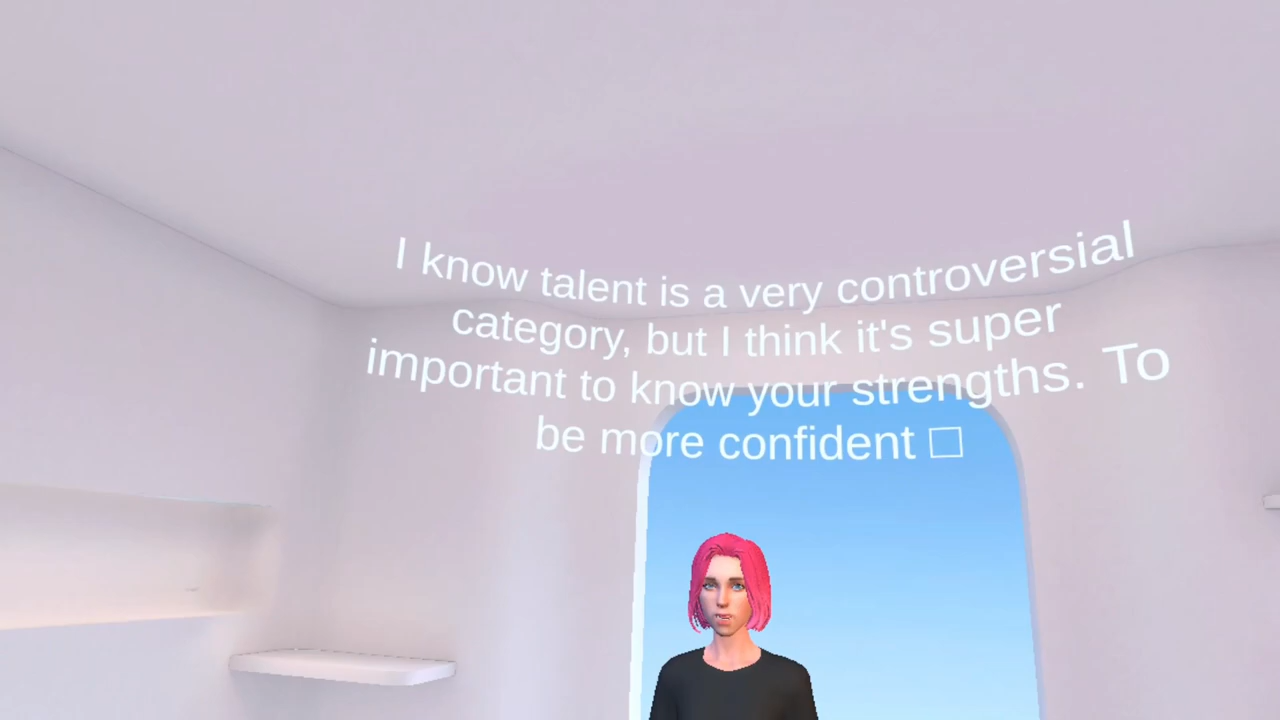 I know talent is a very controversial
category, but I think it's super
important to know your strengths. To
be more confident □